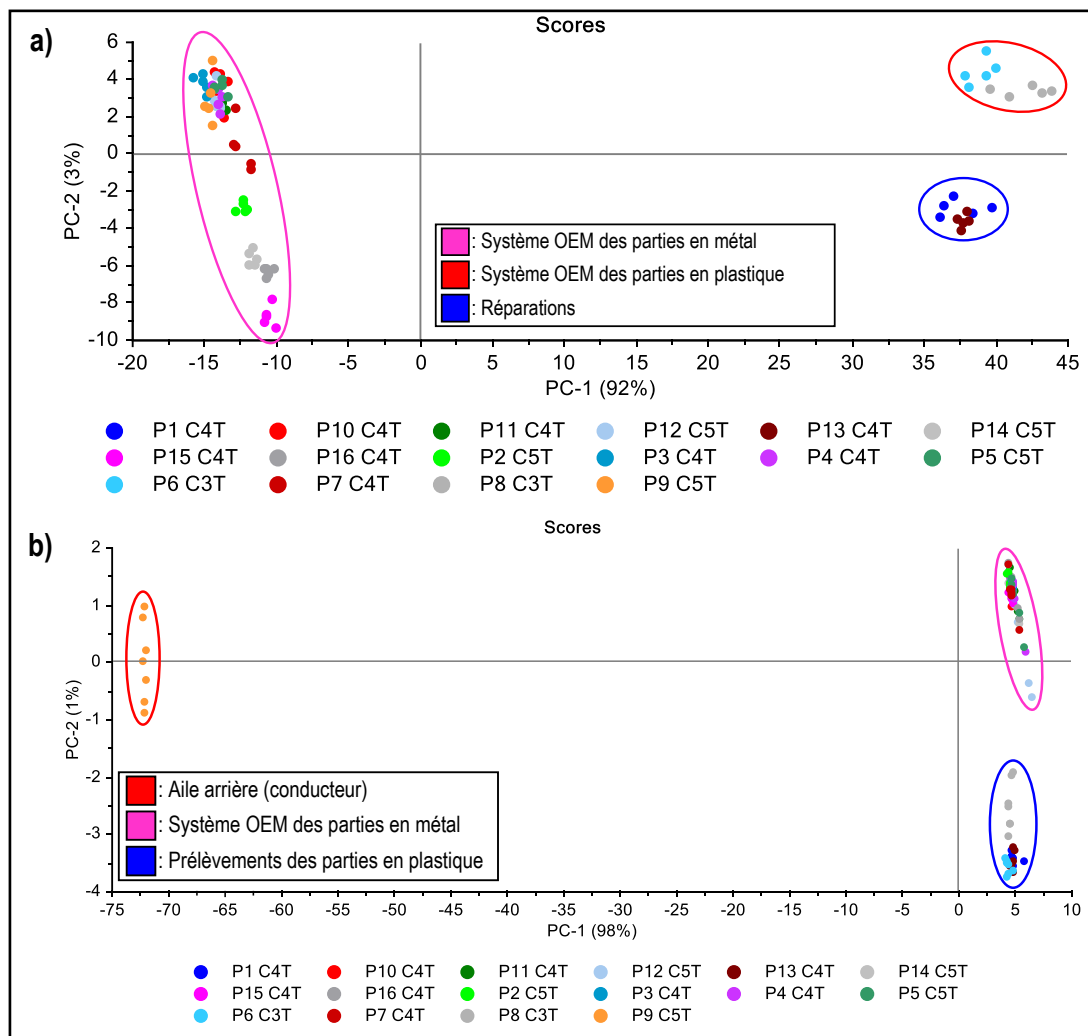 a)
Scores
6
4
2
0
-2
-4
-6
-8
-10
PC-2 (3%)
: Système OEM des parties en métal
: Système OEM des parties en plastique
: Réparations
-20 -15 -10 -5 0 5 10 15 20 25 30 35 40 45
PC-1 (92%)
P1 C4T P10 C4T P11 C4T P12 C5T P13 C4T P14 C5T
P15 C4T P16 C4T P2 C5T P3 C4T P4 C4T P5 C5T
P6 C3T P7 C4T P8 C3T P9 C5T
b)
Scores
2
1
0
-1
-2
-3
-4
PC-2 (1%)
: Aile arrière (conducteur)
: Système OEM des parties en métal
: Prélèvements des parties en plastique
-75 -70 -65 -60 -55 -50 -45 -40 -35 -30 -25 -20 -15 -10 -5 0 5 10
PC-1 (98%)
P1 C4T P10 C4T P11 C4T P12 C5T P13 C4T P14 C5T
P15 C4T P16 C4T P2 C5T P3 C4T P4 C4T P5 C5T
P6 C3T P7 C4T P8 C3T P9 C5T